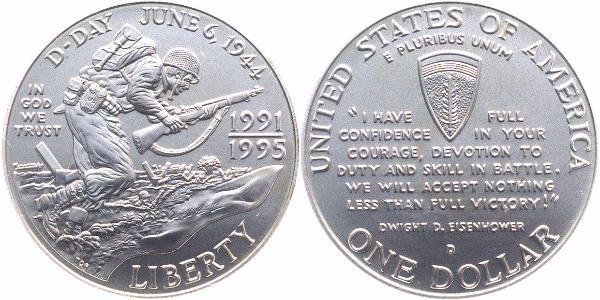 D-DAY JUNE 6, 1944
IN
GOD
WE
TRUST
1991
1995
LIBERTY
UNITED STATES OF AMERICA
E PLURIBUS UNUM
"I HAVE FULL
CONFIDENCE IN YOUR
COURAGE, DEVOTION TO
DUTY AND SKILL IN BATTLE.
WE WILL ACCEPT NOTHING
LESS THAN FULL VICTORY!"
DWIGHT D. EISENHOWER
D
ONE DOLLAR